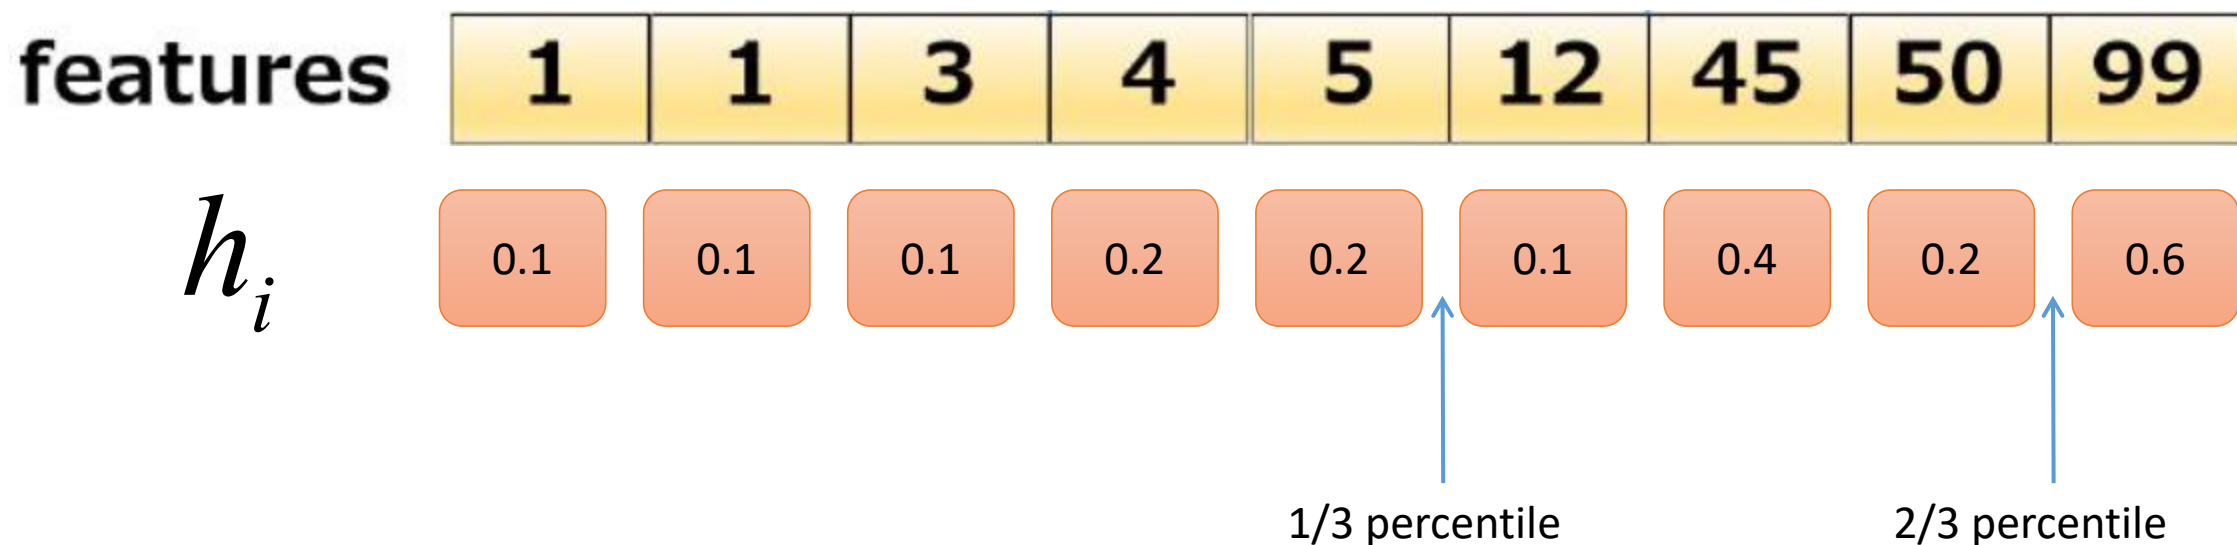 features 1 1 3 4 5 12 45 50 99
h_i 0.1 0.1 0.1 0.2 0.2 0.1 0.4 0.2 0.6
1/3 percentile 2/3 percentile